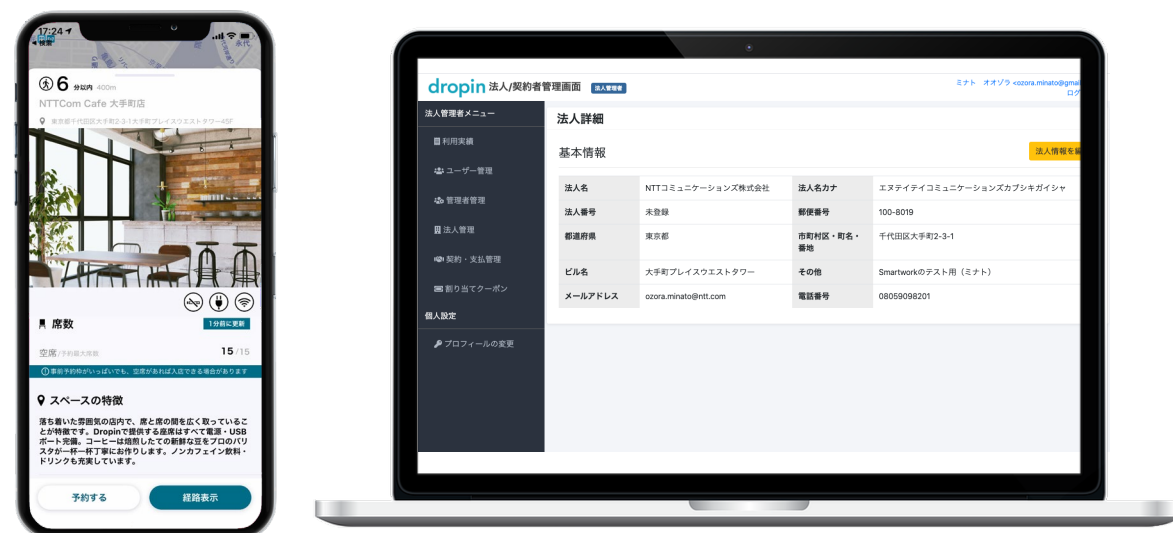 17:24
検索
永代
6 分以内 400m
NTTCom Cafe 大手町店
東京都千代田区大手町2-3-1大手町プレイスウエストタワー45F
席数
1分前に更新
空席/予約最大席数
15/15
事前予約枠がいっぱいでも、空席があれば入店できる場合があります
スペースの特徴
落ち着いた雰囲気の店内で、席と席の間を広く取っているこ
とが特徴です。Dropinで提供する座席はすべて電源・USB
ポート完備。コーヒーは焙煎したての新鮮な豆をプロのバリ
スタが一杯一杯丁寧にお作りします。ノンカフェイン飲料・
ドリンクも充実しています。
予約する
経路表示
dropin 法人/契約者管理画面 法人管理者
ミナト オオゾラ <ozora.minato@gmai
ログ
法人管理者メニュー
利用実績
ユーザー管理
管理者管理
法人管理
契約・支払管理
割り当てクーポン
個人設定
プロフィールの変更
法人詳細
基本情報
法人情報を編
法人名 NTTコミュニケーションズ株式会社 法人名カナ エヌテイテイコミュニケーションズカブシキガイシャ
法人番号 未登録 郵便番号 100-8019
都道府県 東京都 市町村区・町名・
番地 千代田区大手町2-3-1
ビル名 大手町プレイスウエストタワー その他 Smartworkのテスト用（ミナト）
メールアドレス ozora.minato@ntt.com 電話番号 08059098201